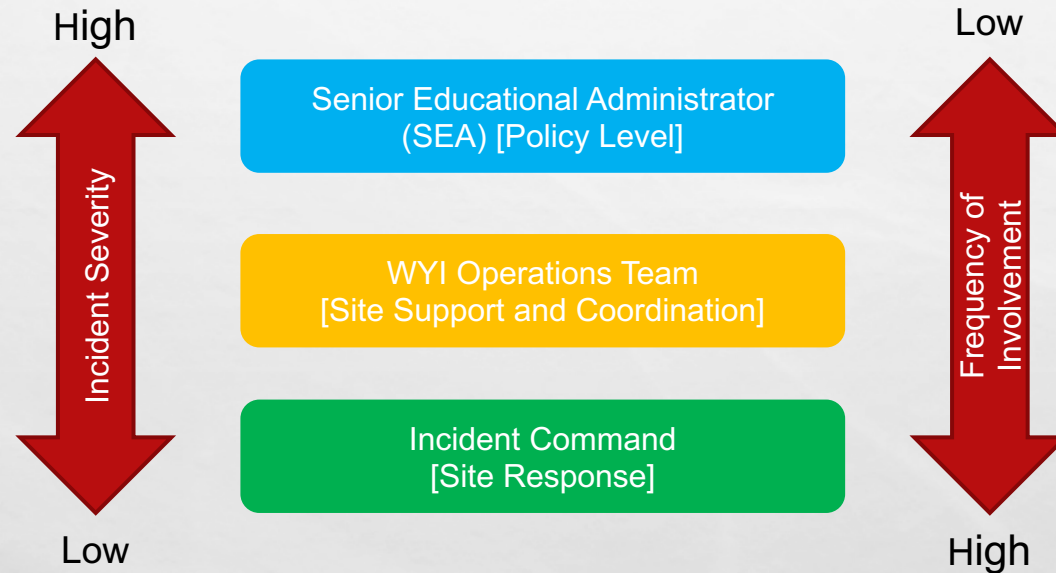 High
Low
Senior Educational Administrator
(SEA) [Policy Level]
Incident Severity
WYI Operations Team
[Site Support and Coordination]
Frequency of
Involvement
Incident Command
[Site Response]
Low
High